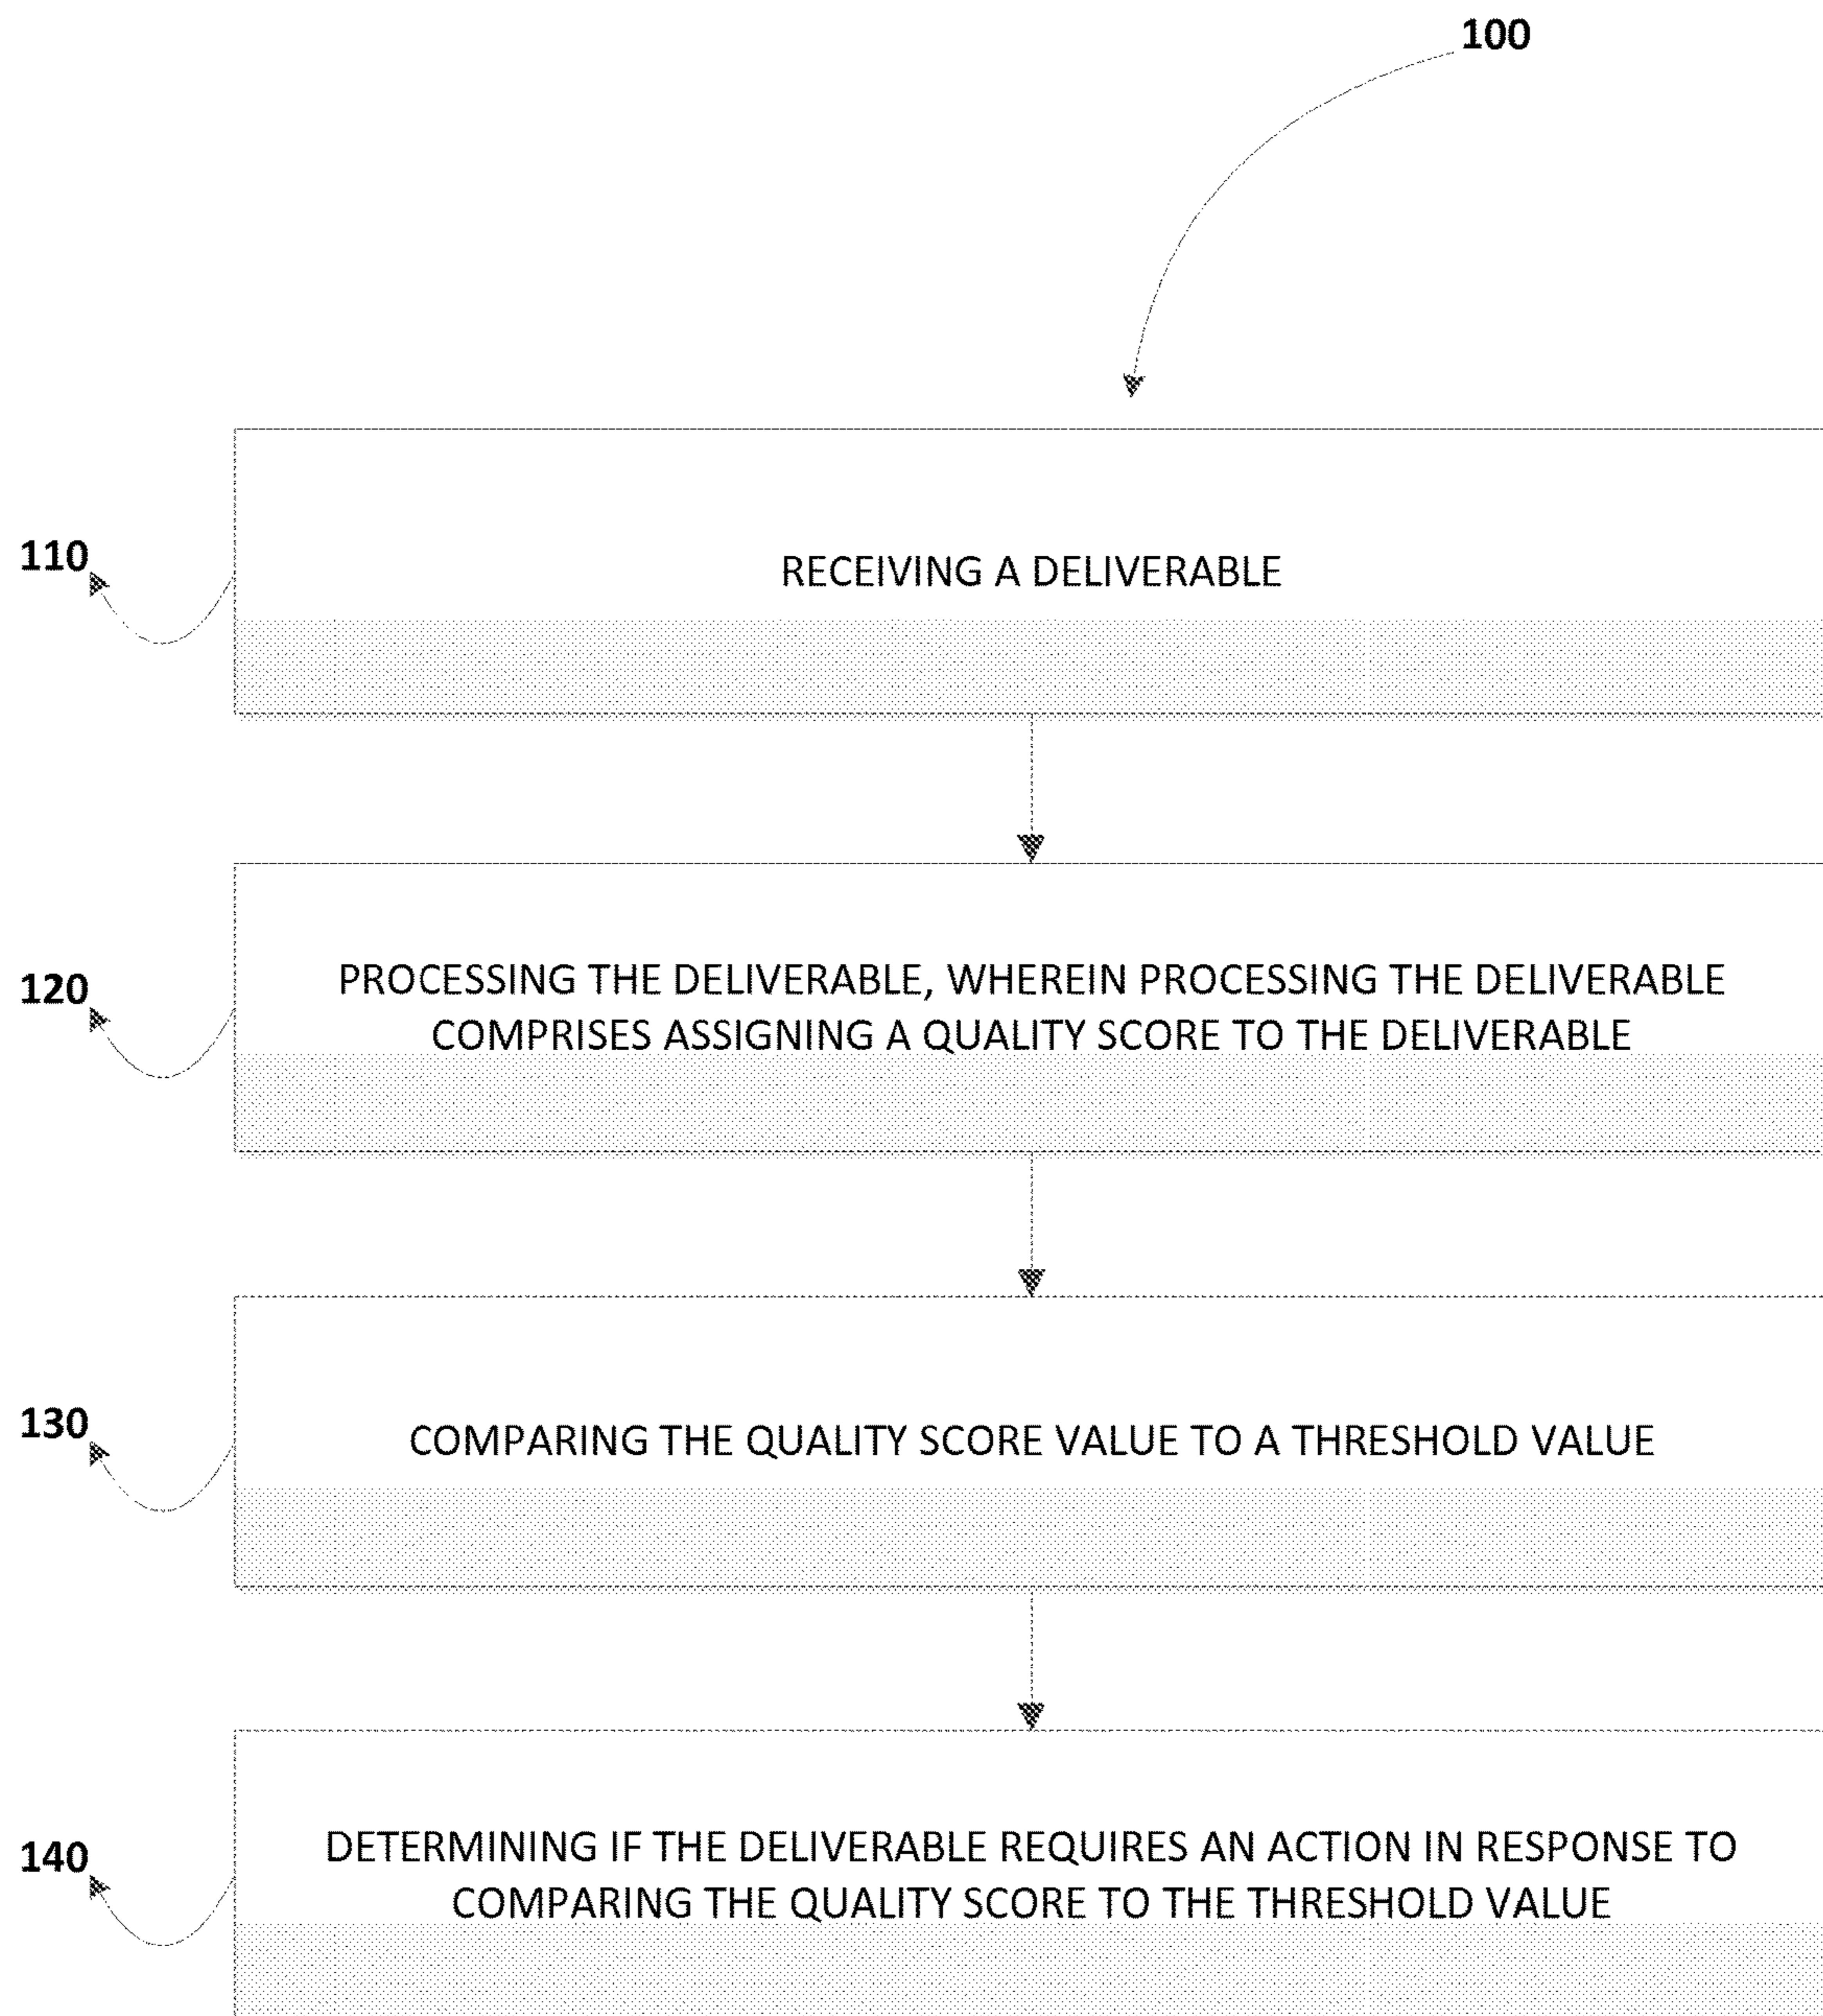 100
110
RECEIVING A DELIVERABLE
120
PROCESSING THE DELIVERABLE, WHEREIN PROCESSING THE DELIVERABLE
COMPRISES ASSIGNING A QUALITY SCORE TO THE DELIVERABLE
130
COMPARING THE QUALITY SCORE VALUE TO A THRESHOLD VALUE
140
DETERMINING IF THE DELIVERABLE REQUIRES AN ACTION IN RESPONSE TO
COMPARING THE QUALITY SCORE TO THE THRESHOLD VALUE